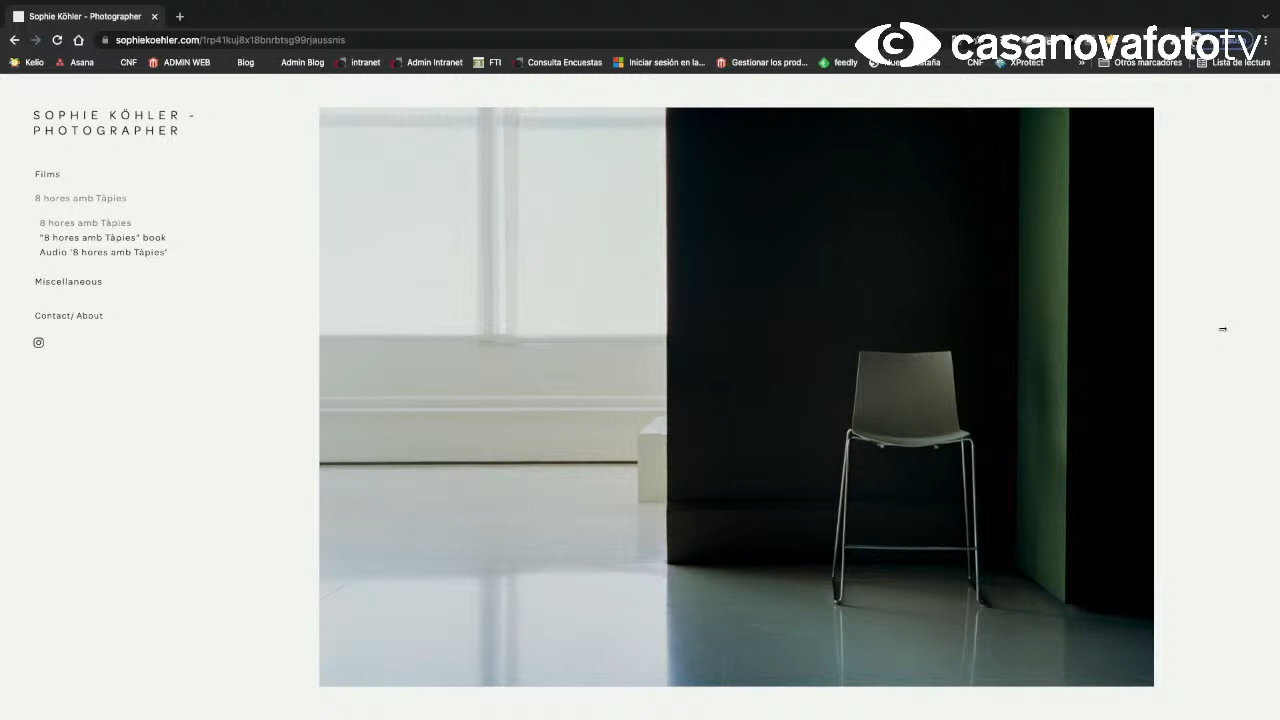 Sophie Köhler - Photographer
sophiekoehler.com/1rp41kuj8x18bnrbtsg99rjaussnis
casanovafototv
Kelio Asana CNF ADMIN WEB Blog Admin Blog intranet Admin Intranet FTI Consulta Encuestas Iniciar sesión en la... Gestionar los prod... feedly CNF XProtect » Otros marcadores Lista de lectura
SOPHIE KÖHLER -
PHOTOGRAPHER
Films
8 hores amb Tàpies
8 hores amb Tàpies
"8 hores amb Tàpies" book
Audio '8 hores amb Tàpies'
Miscellaneous
Contact/ About